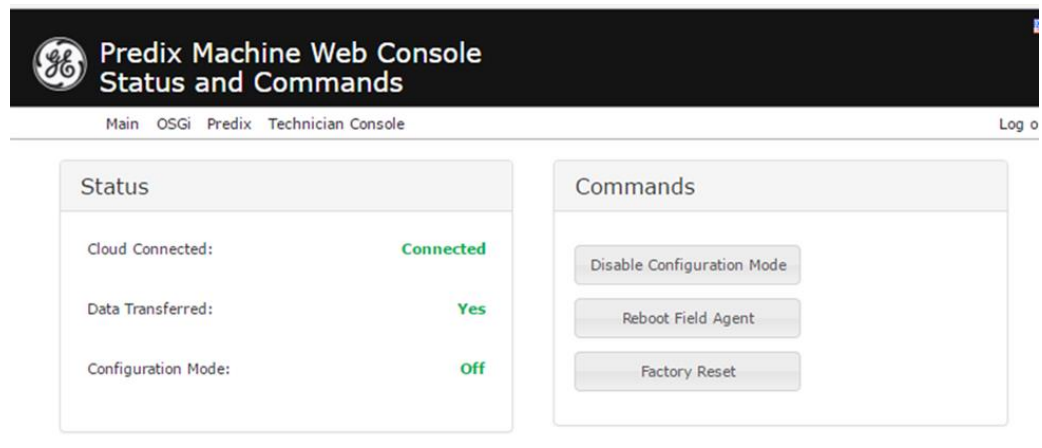 Predix Machine Web Console
Status and Commands
Main OSGi Predix Technician Console Log o
Status
Cloud Connected: Connected
Data Transferred: Yes
Configuration Mode: Off
Commands
Disable Configuration Mode
Reboot Field Agent
Factory Reset